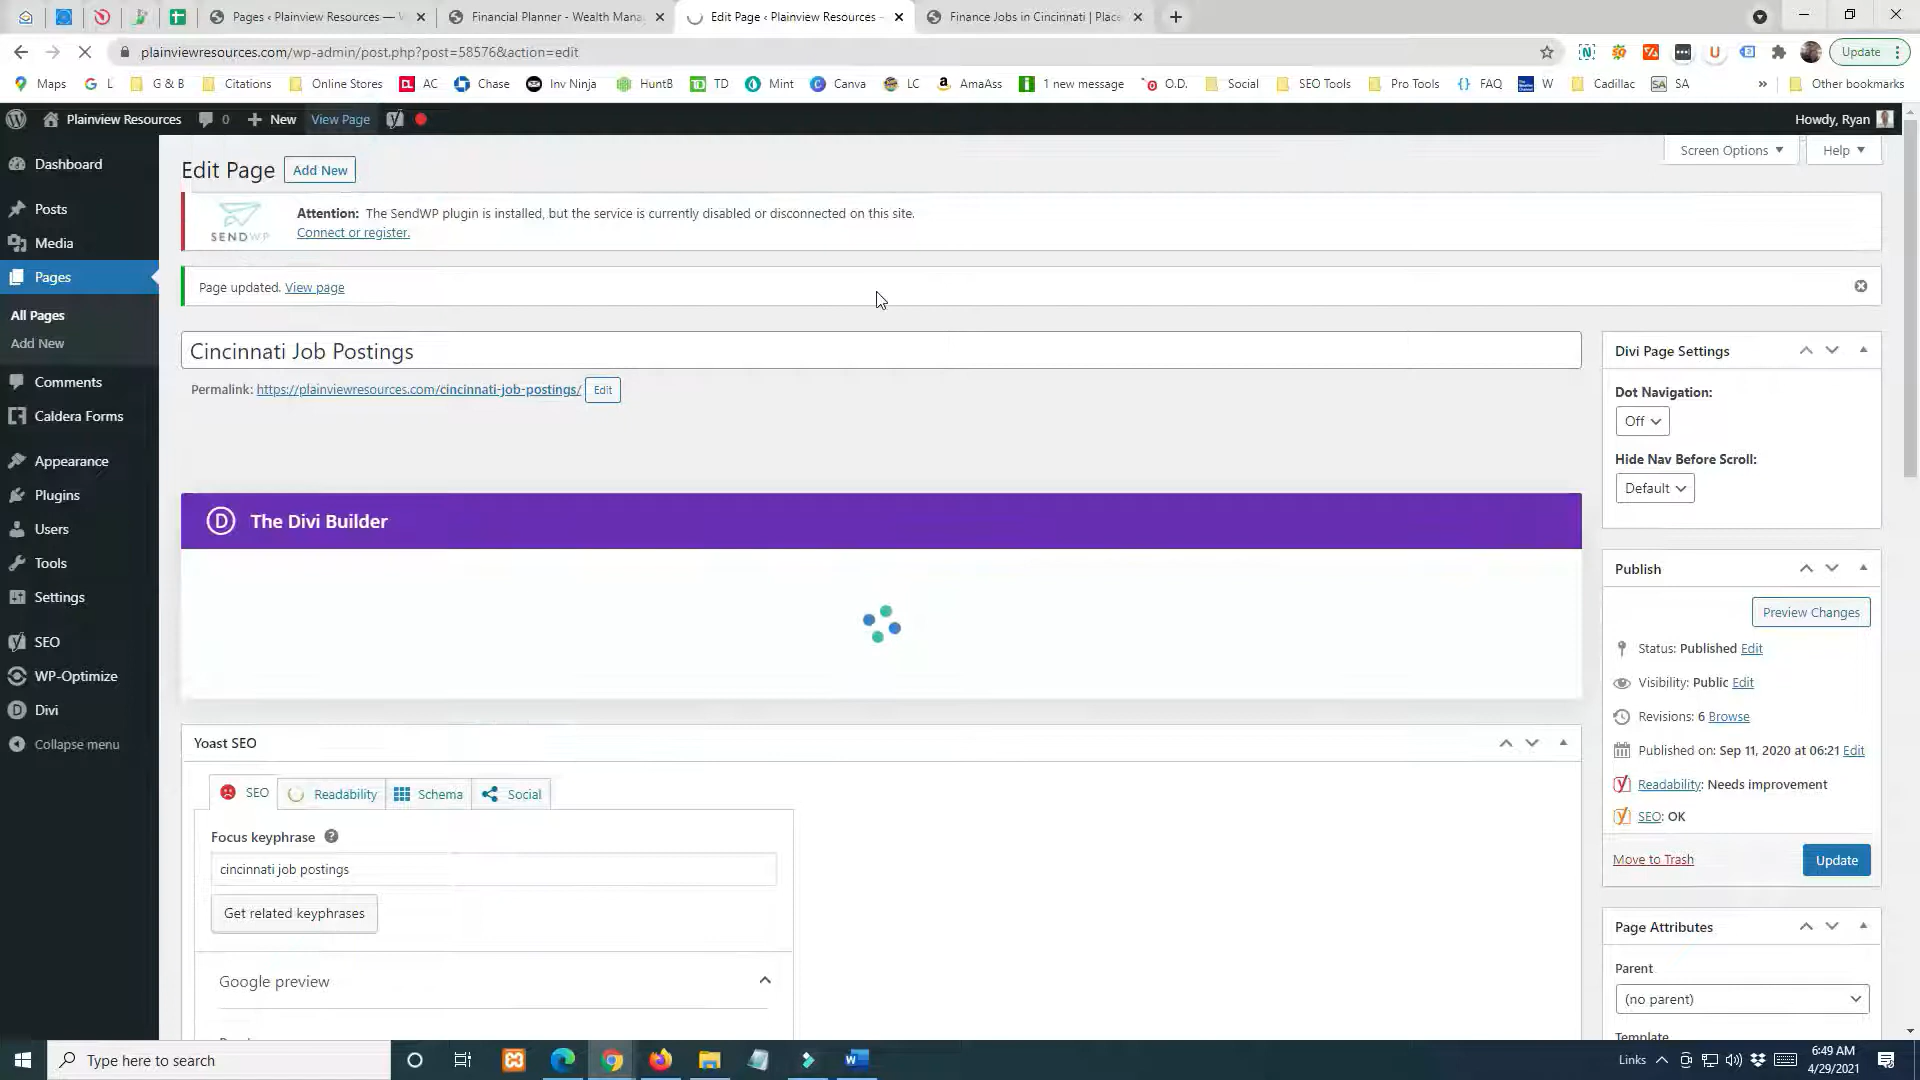 Pages ‹ Plainview Resources —
Financial Planner - Wealth Mana
Edit Page ‹ Plainview Resources -
Finance Jobs in Cincinnati | Place
plainviewresources.com/wp-admin/post.php?post=58576&action=edit
Update
Maps
L
G & B
Citations
Online Stores
AC
Chase
Inv Ninja
HuntB
TD
Mint
Canva
LC
AmaAss
1 new message
O.D.
Social
SEO Tools
Pro Tools
FAQ
W
Cadillac
SA
SA
Other bookmarks
Plainview Resources
0
New
View Page
Howdy, Ryan
Dashboard
Posts
Media
Pages
All Pages
Add New
Comments
Caldera Forms
Appearance
Plugins
Users
Tools
Settings
SEO
WP-Optimize
Divi
Collapse menu
Edit Page
Add New
Screen Options
Help
SENDWP
Attention: The SendWP plugin is installed, but the service is currently disabled or disconnected on this site.
Connect or register.
Page updated. View page
Cincinnati Job Postings
Permalink: https://plainviewresources.com/cincinnati-job-postings/ Edit
D The Divi Builder
Yoast SEO
SEO
Readability
Schema
Social
Focus keyphrase
cincinnati job postings
Get related keyphrases
Google preview
Divi Page Settings
Dot Navigation:
Off
Hide Nav Before Scroll:
Default
Publish
Preview Changes
Status: Published Edit
Visibility: Public Edit
Revisions: 6 Browse
Published on: Sep 11, 2020 at 06:21 Edit
Readability: Needs improvement
SEO: OK
Move to Trash
Update
Page Attributes
Parent
(no parent)
Template
Type here to search
Links
6:49 AM
4/29/2021